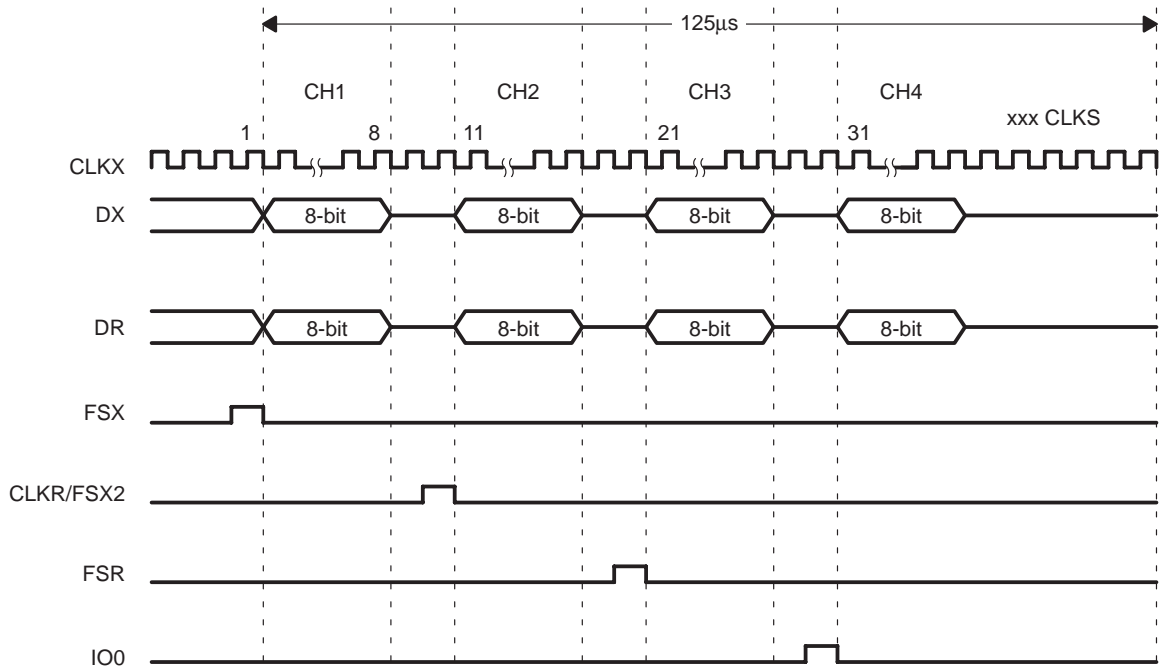 125μs
CH1 CH2 CH3 CH4
xxx CLKS
1 8 11 21 31
CLKX
DX 8-bit 8-bit 8-bit 8-bit
DR 8-bit 8-bit 8-bit 8-bit
FSX
CLKR/FSX2
FSR
IO0